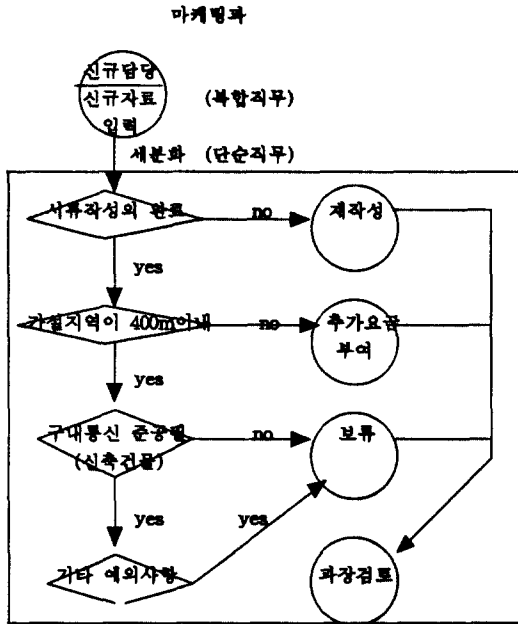 마케팅과
신규담당
신규자료 (복합직무)
입력
세분화 (단순직무)
서류작성의 완료 no 재작성
yes
가설지역이 400m이내 no 추가요금
부여
yes
구내통신 준공필 no 보류
(신축건물)
yes yes
기타 예외사항 과장검토